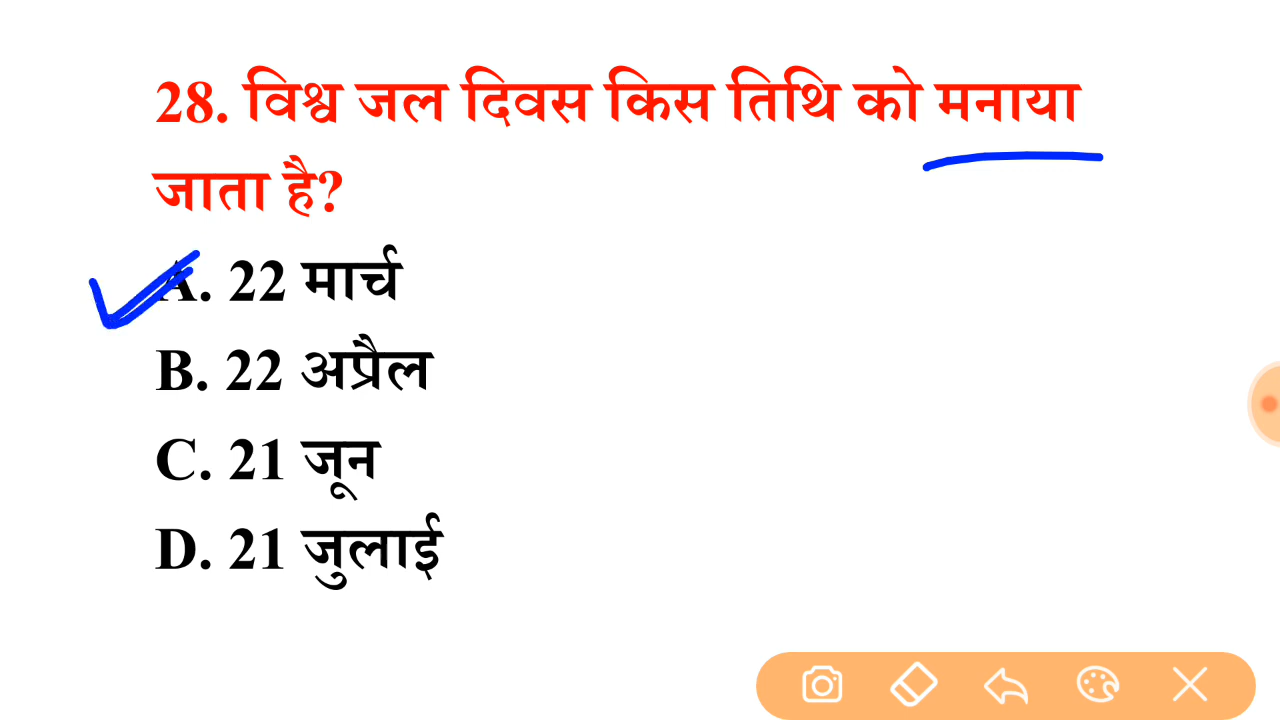 28. विश्व जल दिवस किस तिथि को मनाया
जाता है?
A. 22 मार्च
B. 22 अप्रैल
C. 21 जून
D. 21 जुलाई